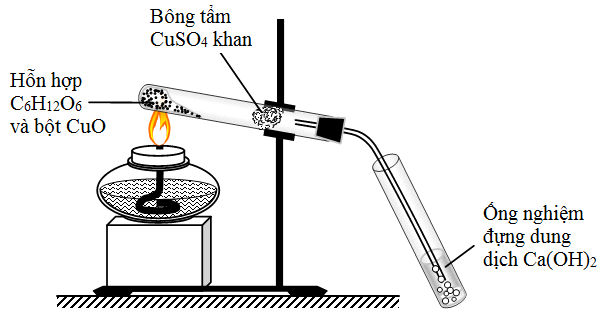 Bông tẩm
CuSO4 khan
Hỗn hợp
C6H12O6
và bột CuO
Ống nghiệm
đựng dung
dịch Ca(OH)2